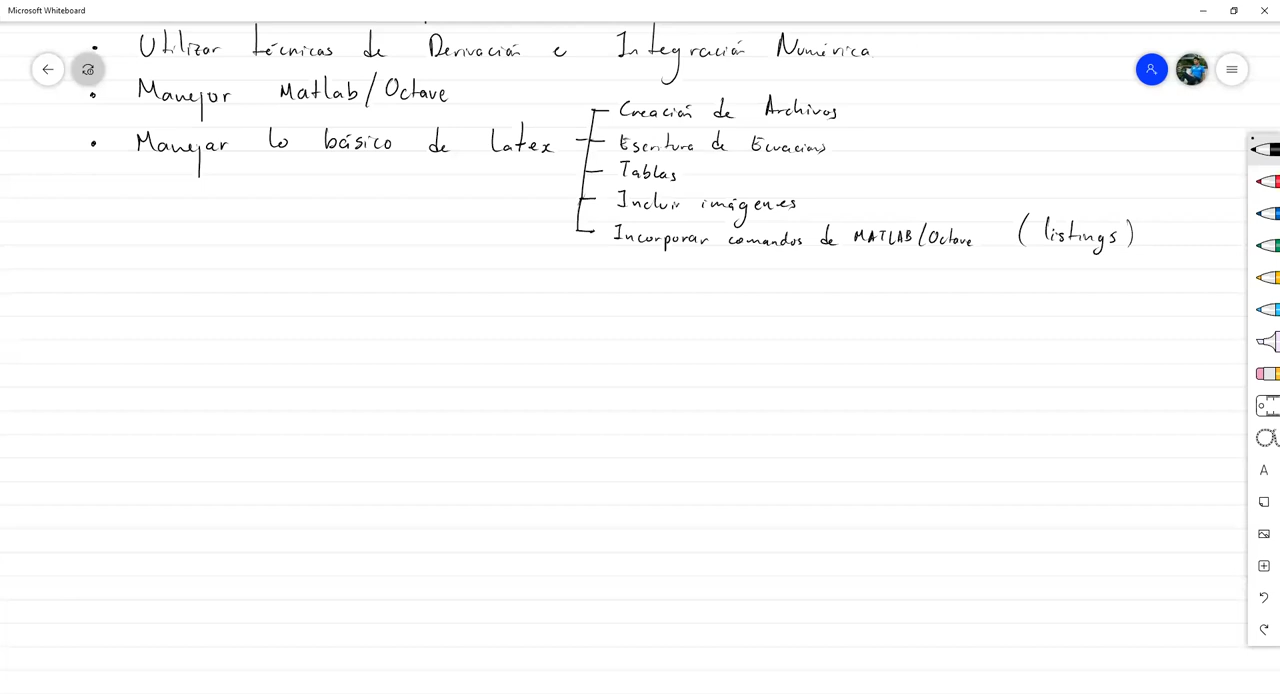 Microsoft Whiteboard
• Utilizar técnicas de Derivación e Integración Numérica
• Manejar Matlab/Octave
• Manejar lo básico de latex
Creación de Archivos
Escritura de Ecuaciones
Tablas
Incluir imágenes
Incorporar comandos de MATLAB/Octave (listings)
A